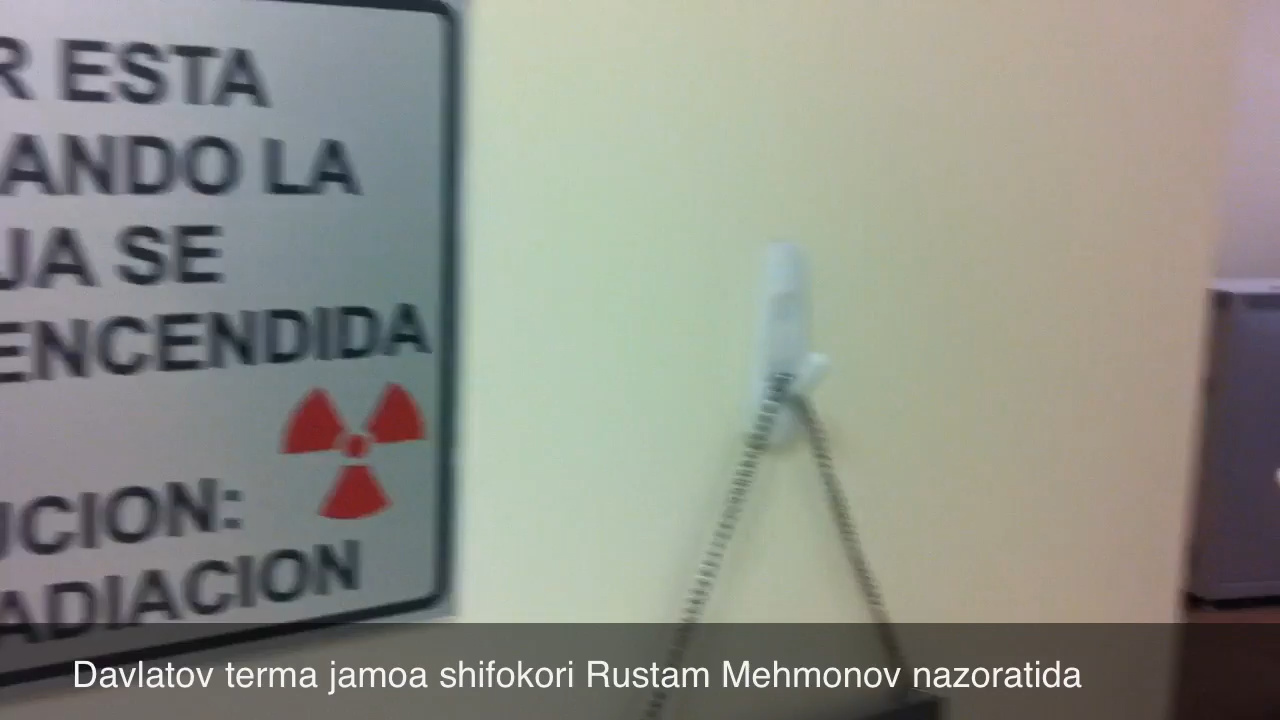 R ESTA
ANDO LA
JA SE
ENCENDIDA
UCION:
ADIACION
Davlatov terma jamoa shifokori Rustam Mehmonov nazoratida